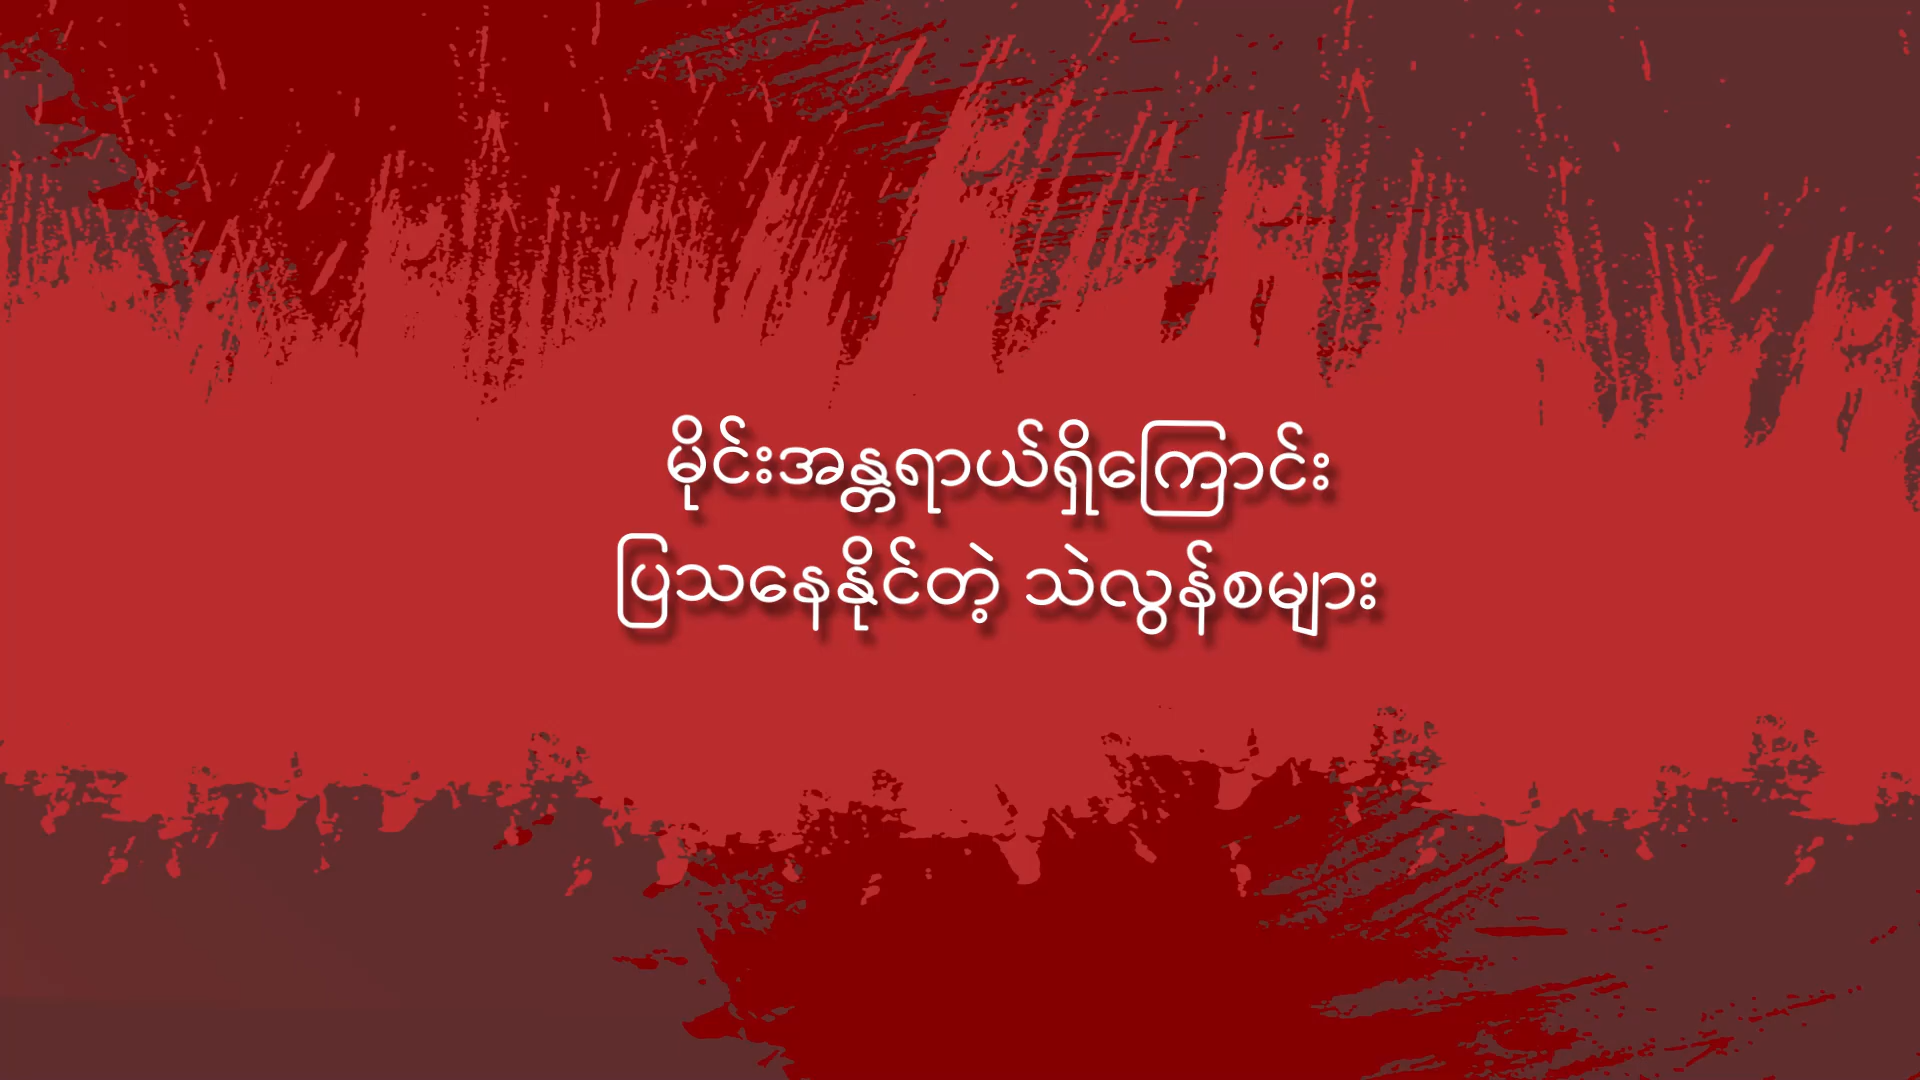 မိုင်းအန္တရာယ်ရှိကြောင်း
ပြသနေနိုင်တဲ့ သဲလွန်စများ